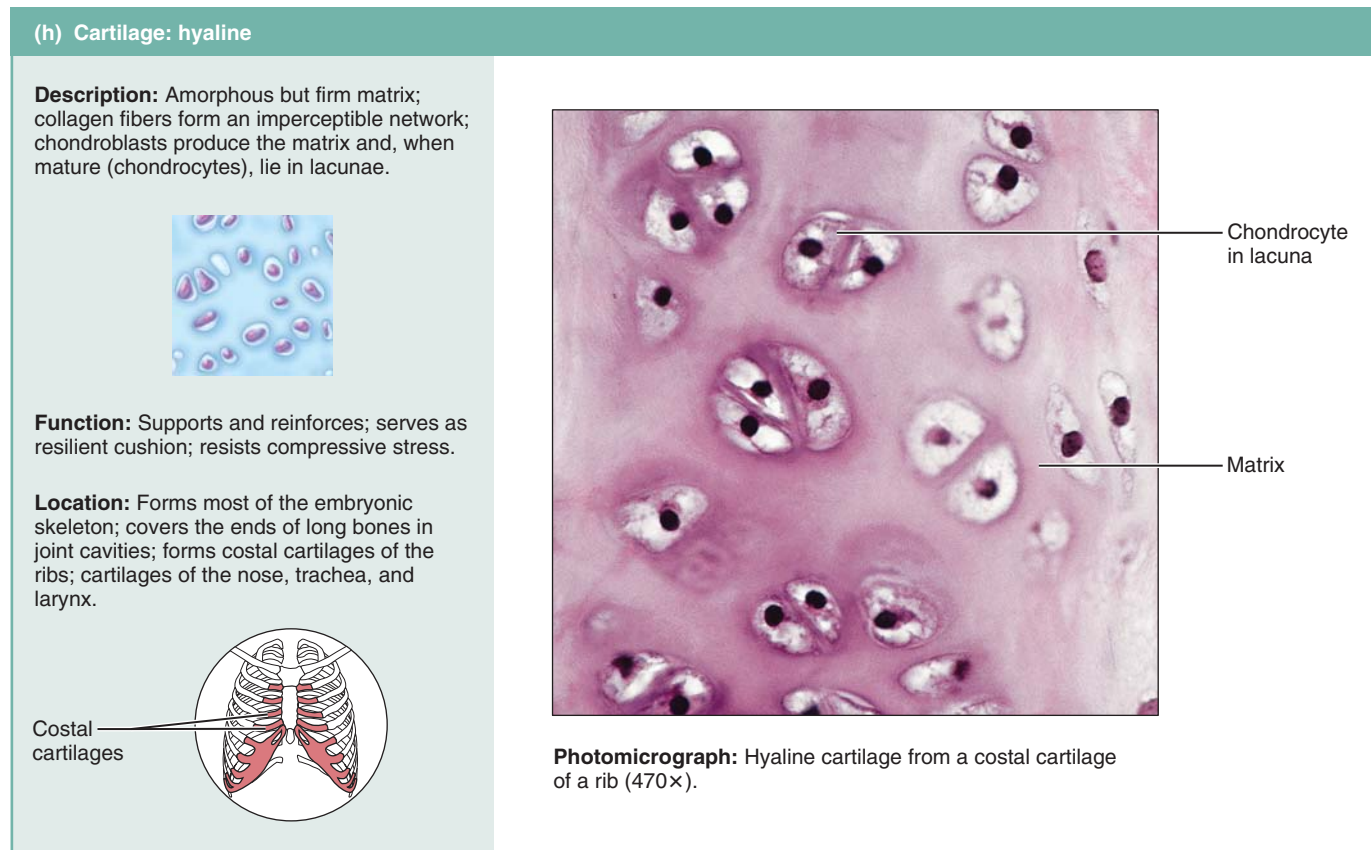 (h) Cartilage: hyaline
Description: Amorphous but firm matrix;
collagen fibers form an imperceptible network;
chondroblasts produce the matrix and, when
mature (chondrocytes), lie in lacunae.
Function: Supports and reinforces; serves as
resilient cushion; resists compressive stress.
Location: Forms most of the embryonic
skeleton; covers the ends of long bones in
joint cavities; forms costal cartilages of the
ribs; cartilages of the nose, trachea, and
larynx.
Costal
cartilages
Chondrocyte
in lacuna
Matrix
Photomicrograph: Hyaline cartilage from a costal cartilage
of a rib (470×).